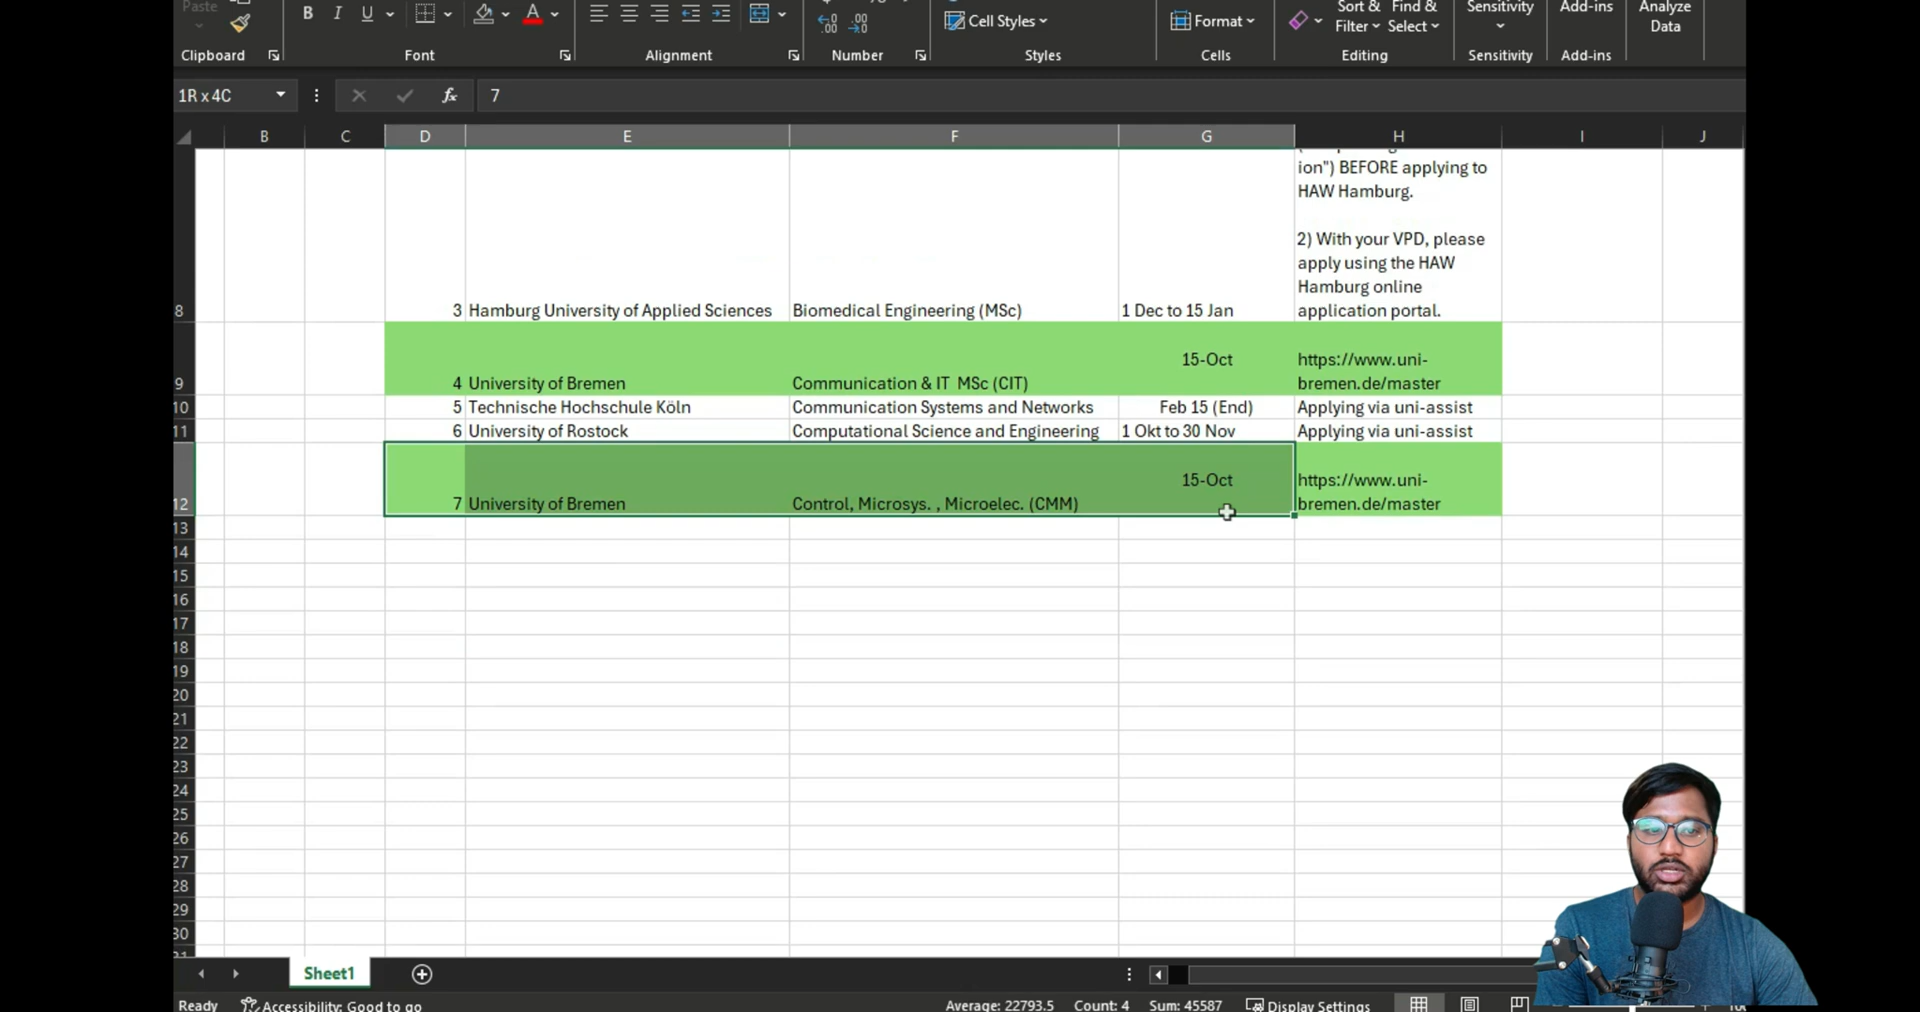 Paste
B I U
A
Cell Styles
Format
Sort & Filter
Find & Select
Sensitivity
Add-ins
Analyze Data
Clipboard
Font
Alignment
Number
Styles
Cells
Editing
Sensitivity
Add-ins
1R x 4C
fx
7
B C D E F G H I J
ion") BEFORE applying to
HAW Hamburg.
2) With your VPD, please
apply using the HAW
Hamburg online
application portal.
8 3 Hamburg University of Applied Sciences Biomedical Engineering (MSc) 1 Dec to 15 Jan
15-Oct https://www.uni-
9 4 University of Bremen Communication & IT MSc (CIT) bremen.de/master
10 5 Technische Hochschule Köln Communication Systems and Networks Feb 15 (End) Applying via uni-assist
11 6 University of Rostock Computational Science and Engineering 1 Okt to 30 Nov Applying via uni-assist
15-Oct https://www.uni-
12 7 University of Bremen Control, Microsys. , Microelec. (CMM) bremen.de/master
13
14
15
16
17
18
19
20
21
22
23
24
25
26
27
28
29
30
Sheet1
Ready Accessibility: Good to go Average: 22793.5 Count: 4 Sum: 45587 Display Settings